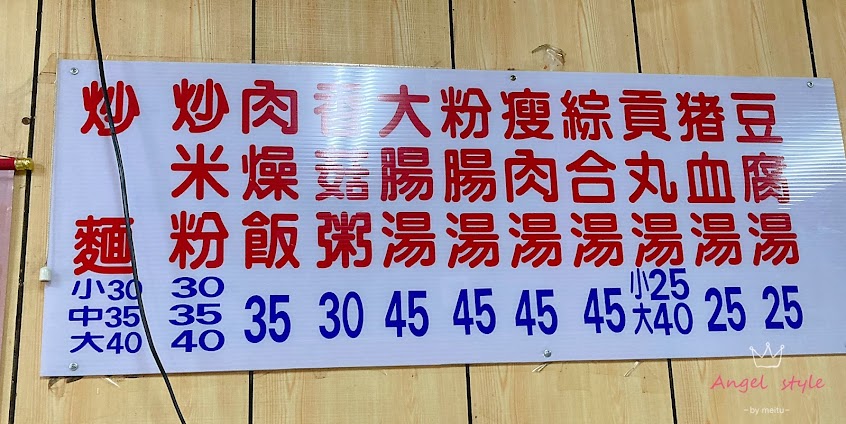 炒麵 小30 中35 大40
炒米粉 30 35 40
肉燥飯 35
香菇粥 30
大腸湯 45
粉腸湯 45
瘦肉湯 45
綜合湯 45
貢丸湯 小25 大40
猪血湯 25
豆腐湯 25
Angel style
~by meitu~